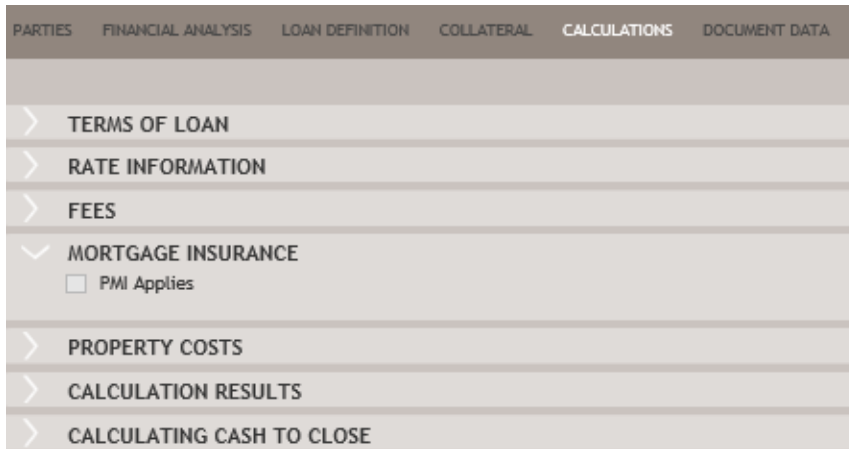 PARTIES FINANCIAL ANALYSIS LOAN DEFINITION COLLATERAL CALCULATIONS DOCUMENT DATA
TERMS OF LOAN
RATE INFORMATION
FEES
MORTGAGE INSURANCE
PMI Applies
PROPERTY COSTS
CALCULATION RESULTS
CALCULATING CASH TO CLOSE